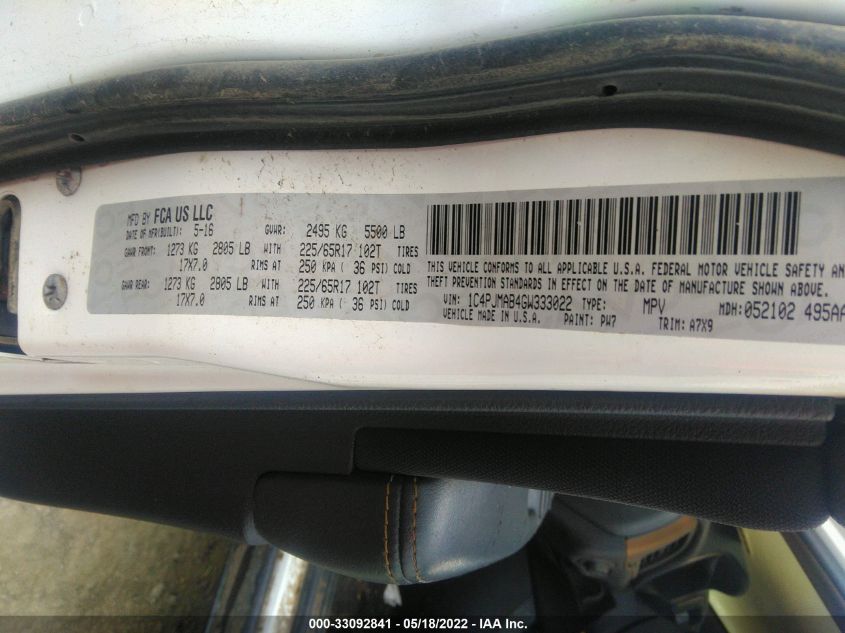 MFD BY FCA US LLC
DATE OF MFR(BUILT): 5-16 GVWR: 2495 KG 5500 LB
GAWR FRONT: 1273 KG 2805 LB WITH 225/65R17 102T TIRES
17X7.0 RIMS AT 250 KPA ( 36 PSI) COLD
GAWR REAR: 1273 KG 2805 LB WITH 225/65R17 102T TIRES
17X7.0 RIMS AT 250 KPA ( 36 PSI) COLD
THIS VEHICLE CONFORMS TO ALL APPLICABLE U.S.A. FEDERAL MOTOR VEHICLE SAFETY AN
THEFT PREVENTION STANDARDS IN EFFECT ON THE DATE OF MANUFACTURE SHOWN ABOVE.
VIN: 1C4PJMAB4GW333022 TYPE: MPV MDH:052102 495AA
VEHICLE MADE IN U.S.A. PAINT: PW7 TRIM: A7X9
000-33092841 - 05/18/2022 - IAA Inc.